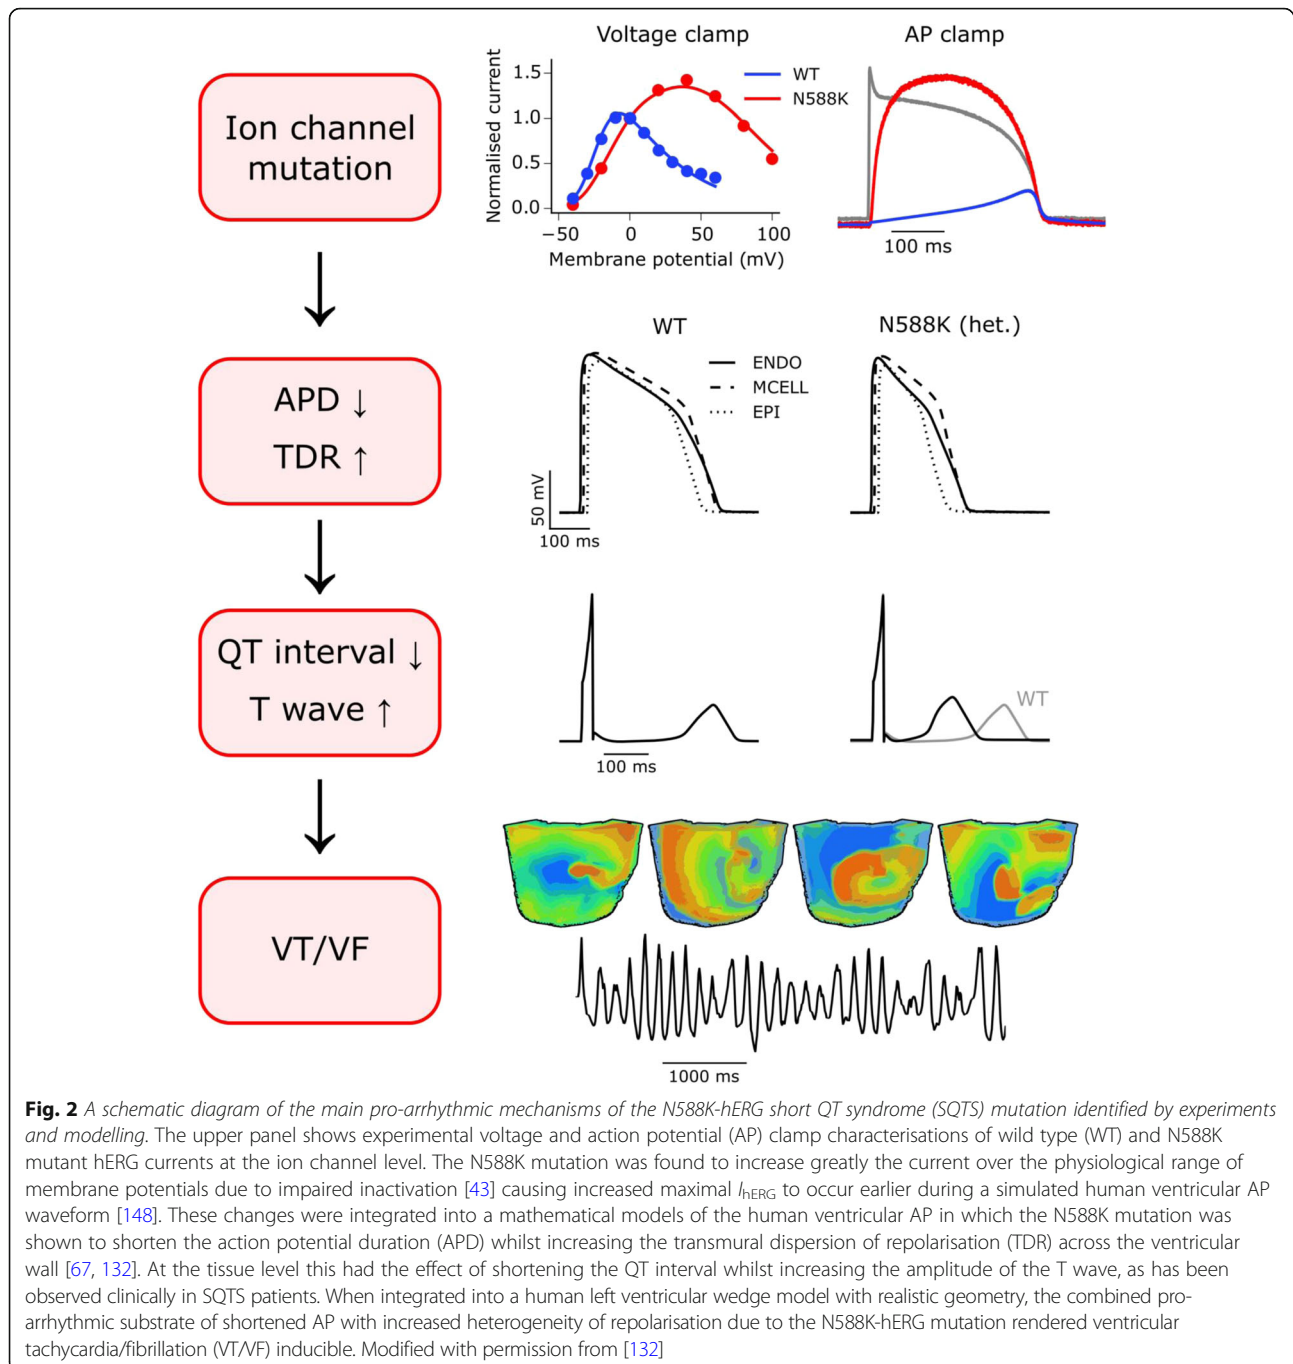 Voltage clamp
AP clamp
Ion channel
mutation
Normalised current
1.5
1.0
0.5
0.0
−50
0
50
100
Membrane potential (mV)
WT
N588K
100 ms
APD ↓
TDR ↑
WT
N588K (het.)
ENDO
MCELL
EPI
50 mV
100 ms
QT interval ↓
T wave ↑
WT
100 ms
VT/VF
1000 ms
Fig. 2 A schematic diagram of the main pro-arrhythmic mechanisms of the N588K-hERG short QT syndrome (SQTS) mutation identified by experiments
and modelling. The upper panel shows experimental voltage and action potential (AP) clamp characterisations of wild type (WT) and N588K
mutant hERG currents at the ion channel level. The N588K mutation was found to increase greatly the current over the physiological range of
membrane potentials due to impaired inactivation [43] causing increased maximal IhERG to occur earlier during a simulated human ventricular AP
waveform [148]. These changes were integrated into a mathematical models of the human ventricular AP in which the N588K mutation was
shown to shorten the action potential duration (APD) whilst increasing the transmural dispersion of repolarisation (TDR) across the ventricular
wall [67, 132]. At the tissue level this had the effect of shortening the QT interval whilst increasing the amplitude of the T wave, as has been
observed clinically in SQTS patients. When integrated into a human left ventricular wedge model with realistic geometry, the combined pro-
arrhythmic substrate of shortened AP with increased heterogeneity of repolarisation due to the N588K-hERG mutation rendered ventricular
tachycardia/fibrillation (VT/VF) inducible. Modified with permission from [132]